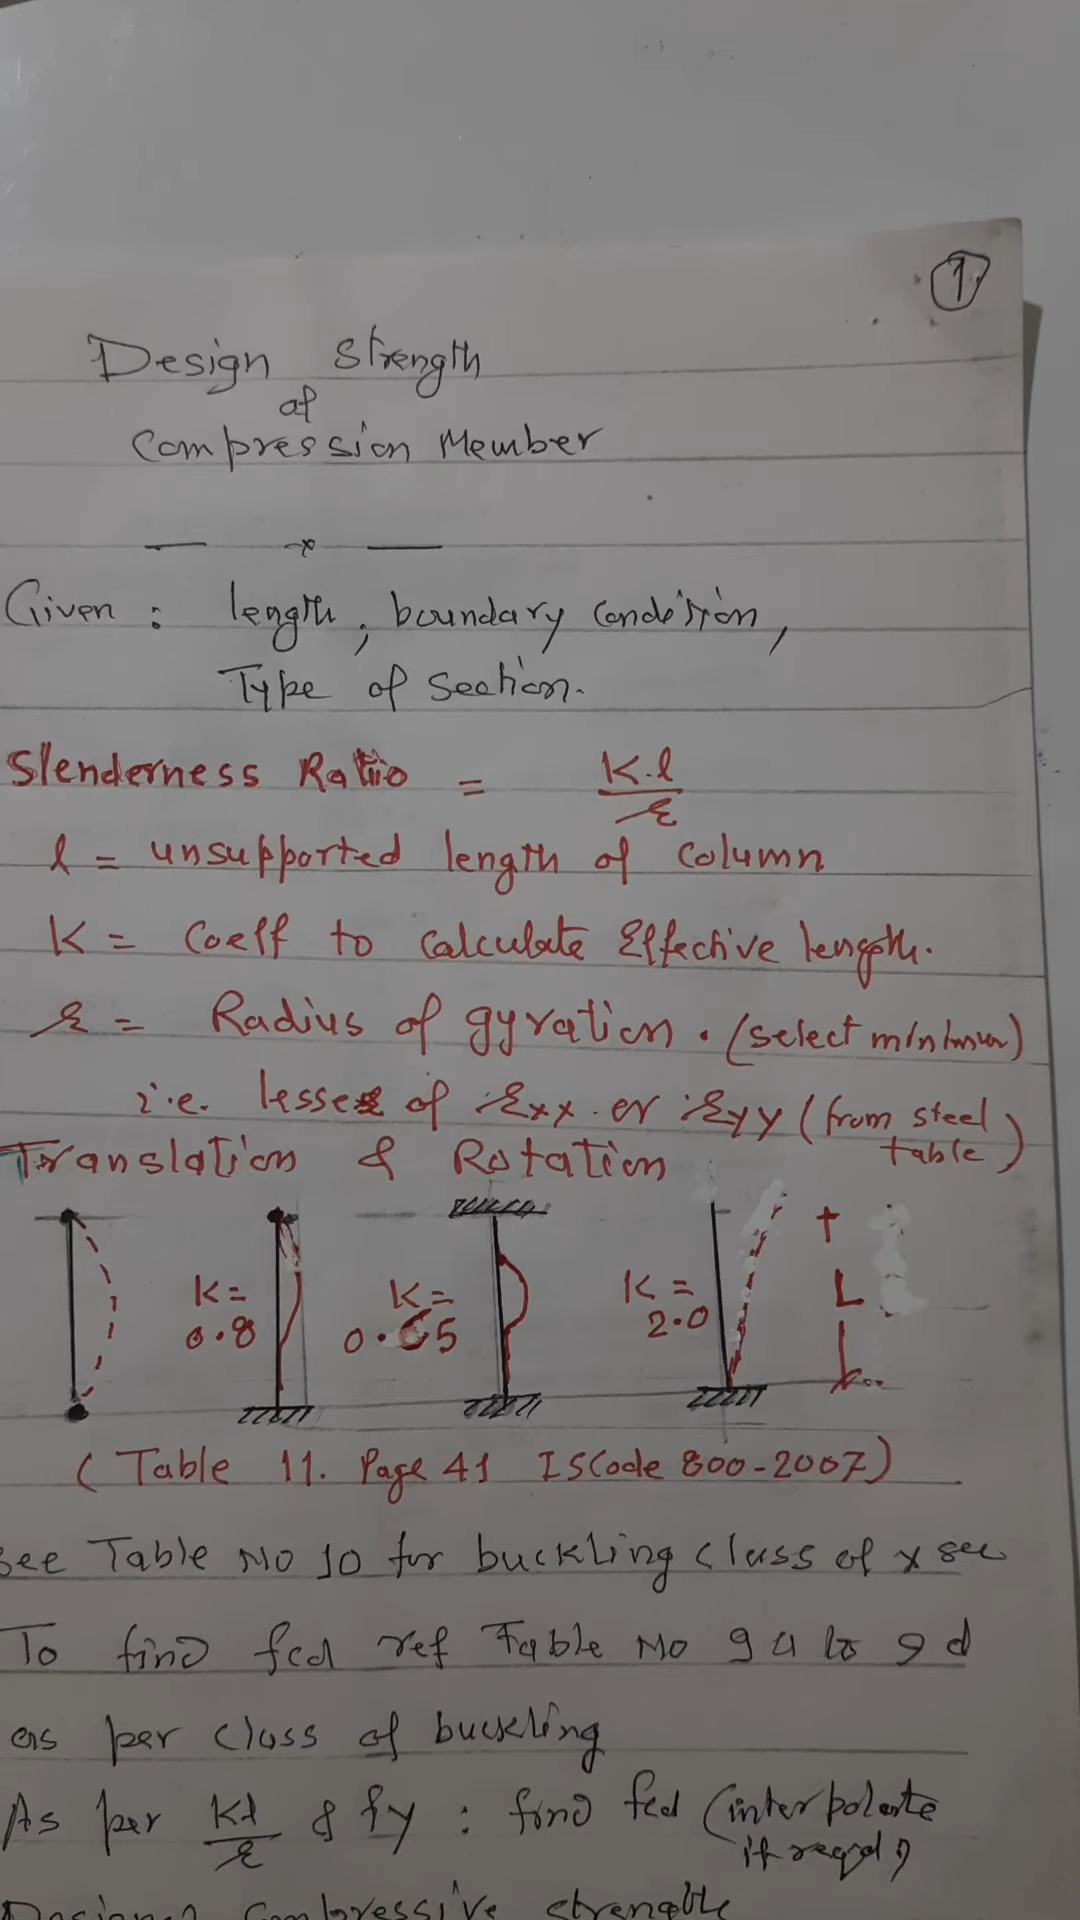 1
Design Strength
of
Compression Member
Given : length, boundary condition,
Type of section.
Slenderness Ratio = K.l / r
l = unsupported length of column
K = Coeff to calculate Effective length.
r = Radius of gyration. (select minimum)
i.e. lesser of rxx or ryy (from steel
table)
Translation & Rotation
K = 0.8
K = 0.65
K = 2.0
(Table 11. Page 41 IS Code 800-2007)
See Table No 10 for buckling class of x sec
To find fcd ref Table No 9a to 9d
as per class of buckling
As per Kl / r & fy : find fcd (interpolate
if reqd)
Design Compressive strength